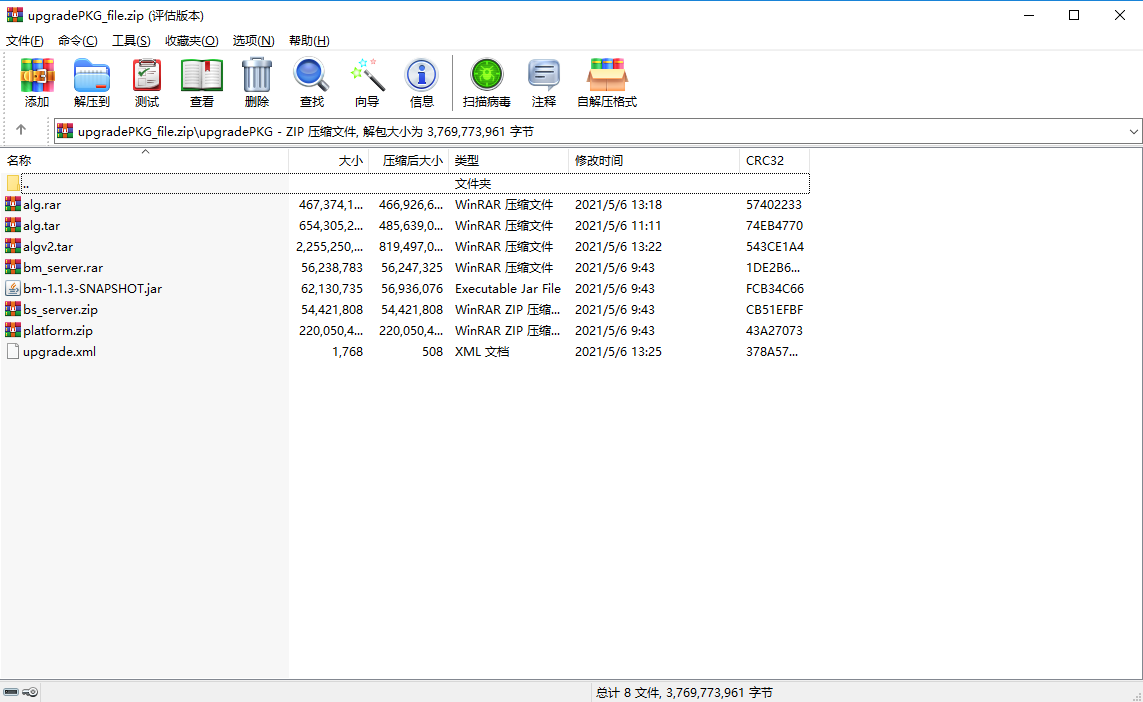 upgradePKG_file.zip (评估版本)
文件(F) 命令(C) 工具(S) 收藏夹(O) 选项(N) 帮助(H)
添加 解压到 测试 查看 删除 查找 向导 信息 扫描病毒 注释 自解压格式
upgradePKG_file.zip\upgradePKG - ZIP 压缩文件, 解包大小为 3,769,773,961 字节
名称 大小 压缩后大小 类型 修改时间 CRC32
.. 文件夹
alg.rar 467,374,1... 466,926,6... WinRAR 压缩文件 2021/5/6 13:18 57402233
alg.tar 654,305,2... 485,639,0... WinRAR 压缩文件 2021/5/6 11:11 74EB4770
algv2.tar 2,255,250,... 819,497,0... WinRAR 压缩文件 2021/5/6 13:22 543CE1A4
bm_server.rar 56,238,783 56,247,325 WinRAR 压缩文件 2021/5/6 9:43 1DE2B6...
bm-1.1.3-SNAPSHOT.jar 62,130,735 56,936,076 Executable Jar File 2021/5/6 9:43 FCB34C66
bs_server.zip 54,421,808 54,421,808 WinRAR ZIP 压缩... 2021/5/6 9:43 CB51EFBF
platform.zip 220,050,4... 220,050,4... WinRAR ZIP 压缩... 2021/5/6 9:43 43A27073
upgrade.xml 1,768 508 XML 文档 2021/5/6 13:25 378A57...
总计 8 文件, 3,769,773,961 字节